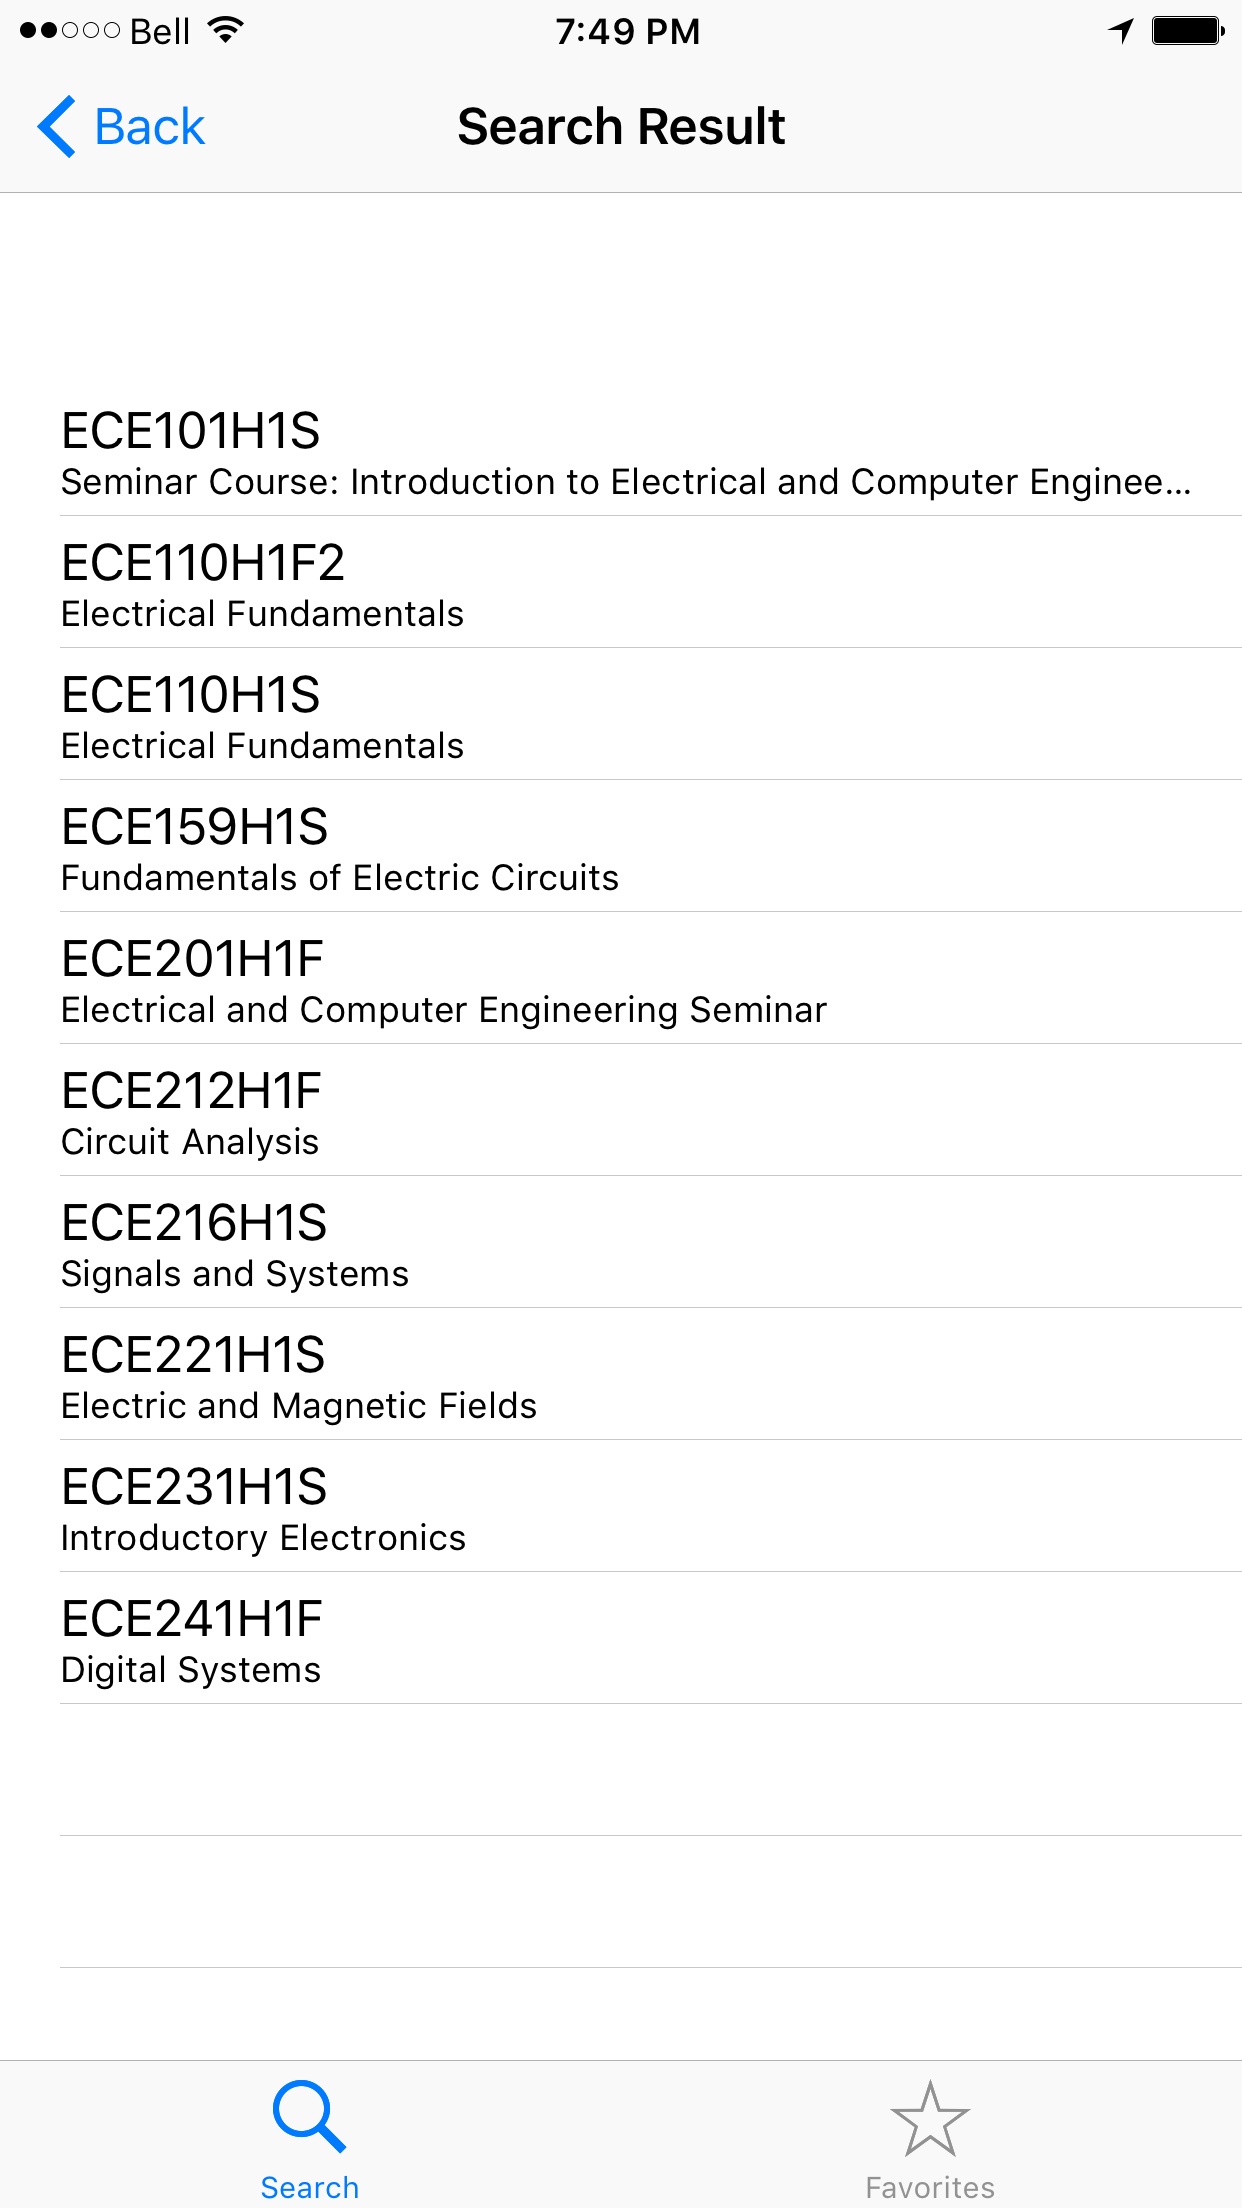 Bell
7:49 PM
Back
Search Result
ECE101H1S
Seminar Course: Introduction to Electrical and Computer Enginee...
ECE110H1F2
Electrical Fundamentals
ECE110H1S
Electrical Fundamentals
ECE159H1S
Fundamentals of Electric Circuits
ECE201H1F
Electrical and Computer Engineering Seminar
ECE212H1F
Circuit Analysis
ECE216H1S
Signals and Systems
ECE221H1S
Electric and Magnetic Fields
ECE231H1S
Introductory Electronics
ECE241H1F
Digital Systems
Search
Favorites